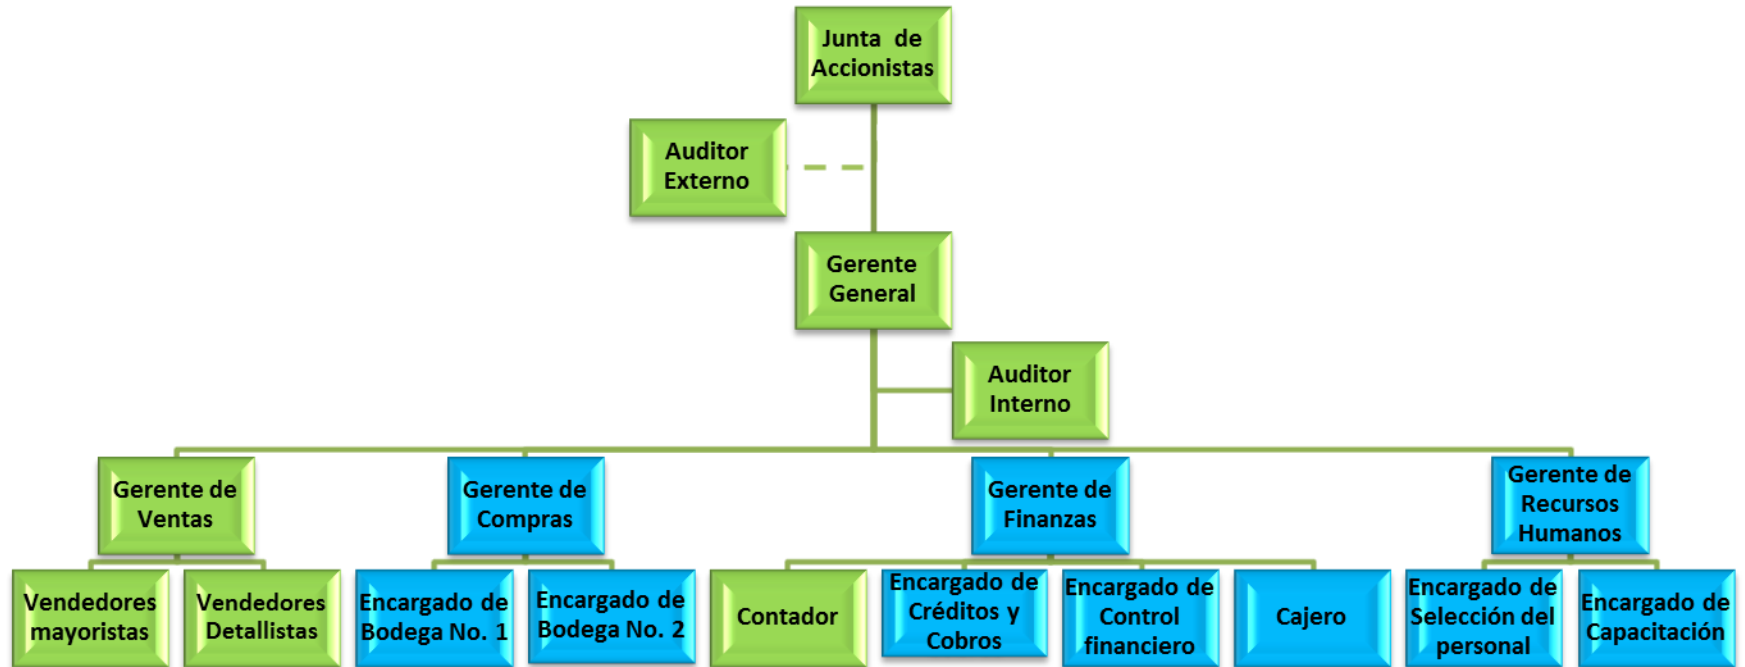 Junta de
Accionistas
Auditor
Externo
Gerente
General
Auditor
Interno
Gerente de
Ventas
Gerente de
Compras
Gerente de
Finanzas
Gerente de
Recursos
Humanos
Vendedores
mayoristas
Vendedores
Detallistas
Encargado de
Bodega No. 1
Encargado de
Bodega No. 2
Contador
Encargado de
Créditos y
Cobros
Encargado de
Control
financiero
Cajero
Encargado de
Selección del
personal
Encargado de
Capacitación